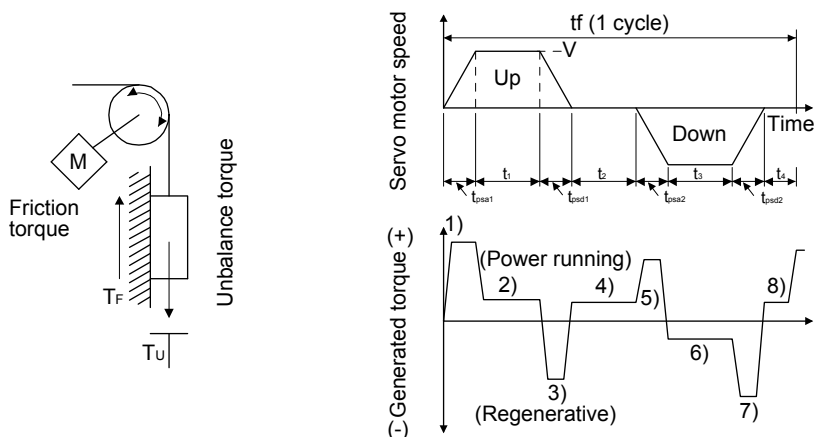 M
Friction
torque
TF
TU
Unbalance torque
Servo motor speed
tf (1 cycle)
V
Up
Down
Time
t1
t2
t3
t4
tpsa1
tpsd1
tpsa2
tpsd2
Generated torque
(+)
(-)
1)
(Power running)
2)
4)
8)
5)
6)
3)
(Regenerative)
7)